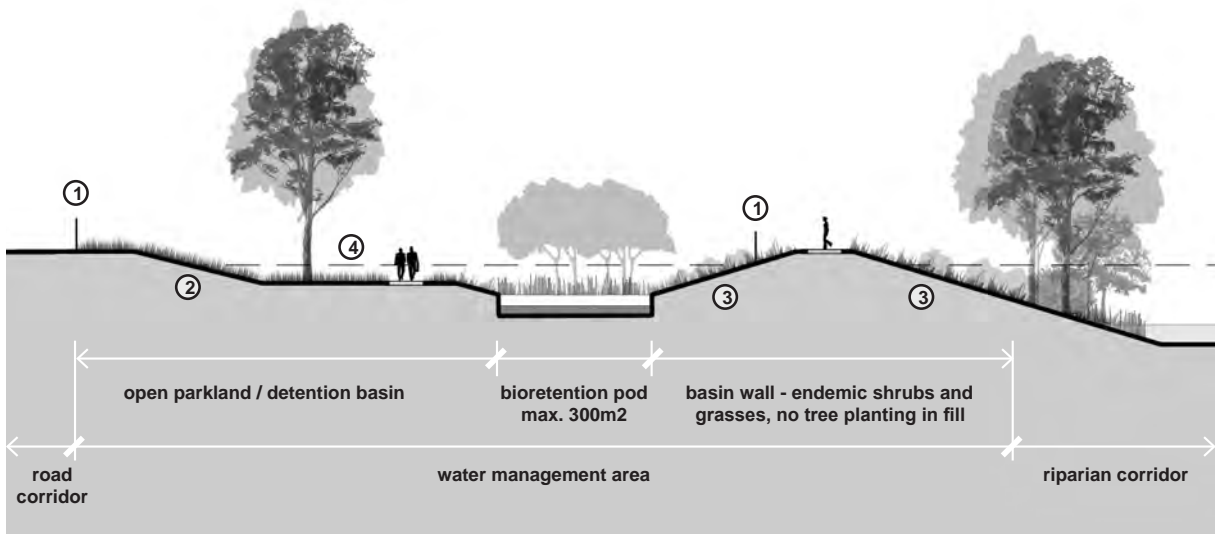 1
1
4
2
3
3
open parkland / detention basin
bioretention pod
max. 300m2
basin wall - endemic shrubs and
grasses, no tree planting in fill
road
corridor
water management area
riparian corridor